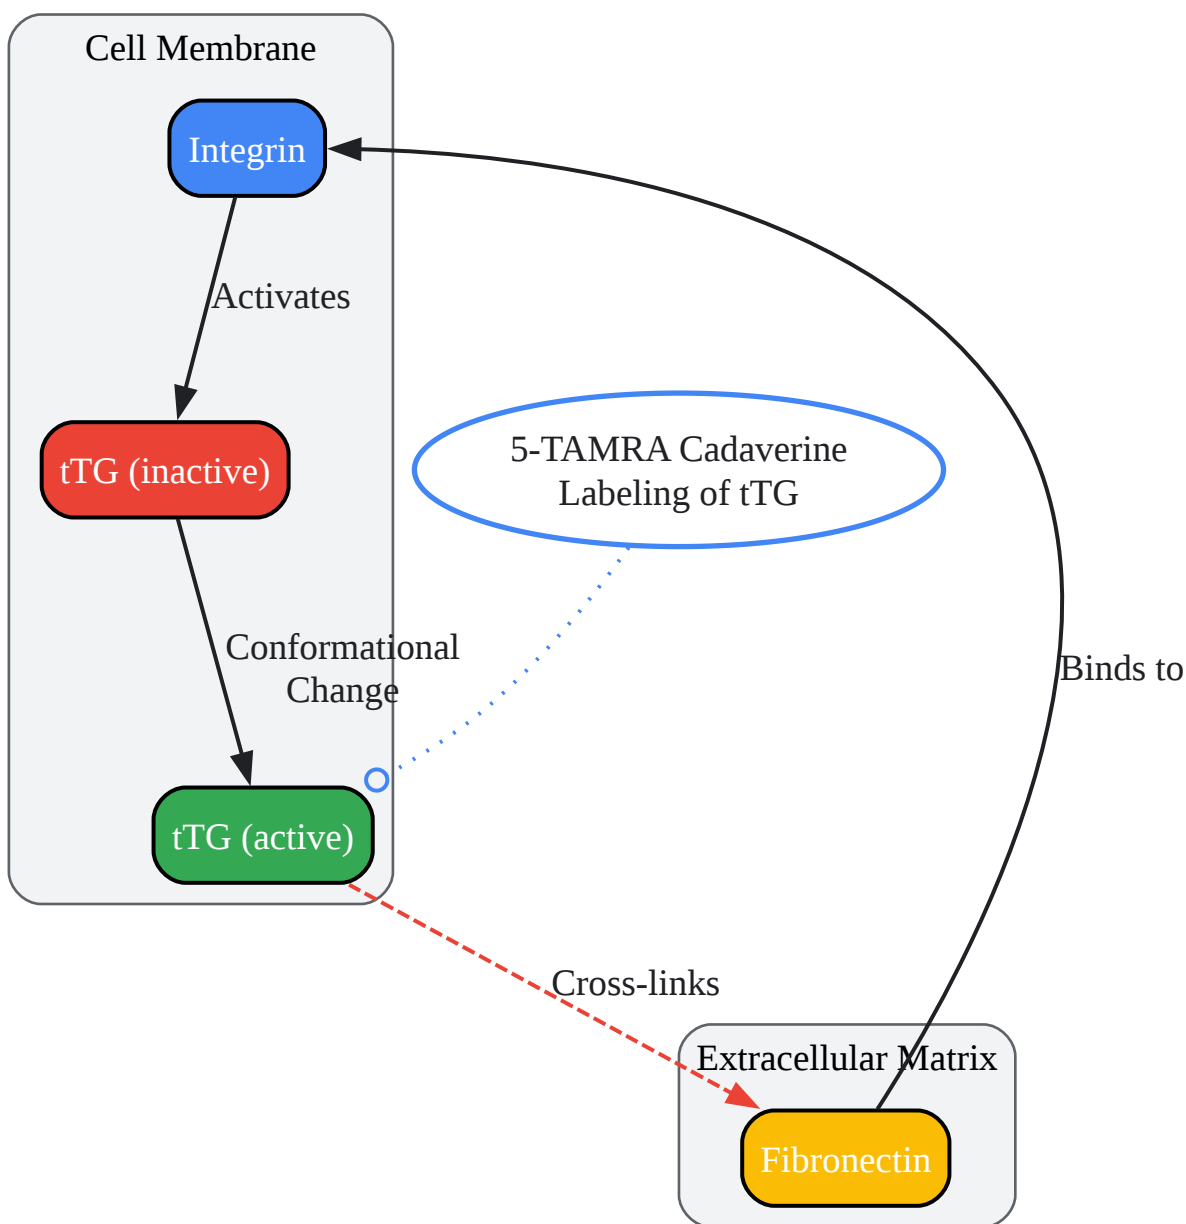 Cell Membrane
Integrin
Activates
tTG (inactive)
5-TAMRA Cadaverine
Labeling of tTG
Conformational
Change
Binds to
tTG (active)
Cross-links
Extracellular Matrix
Fibronectin